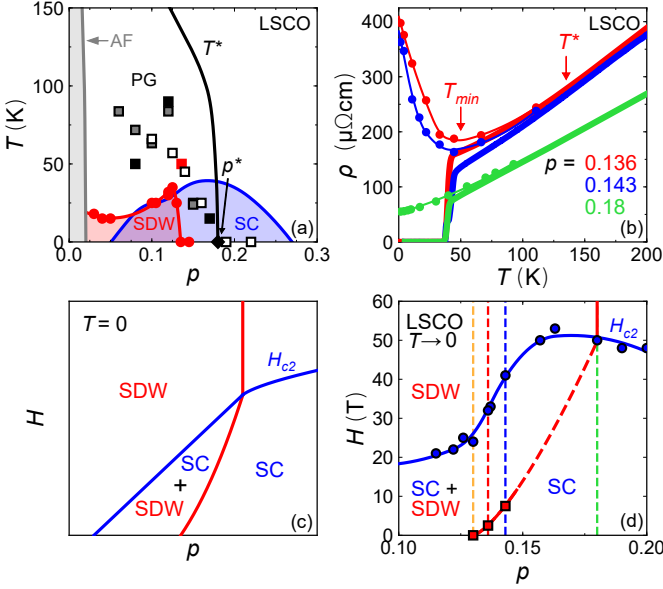 LSCO
AF
T*
PG
p*
SDW
SC
(a)
150
100
50
0
T (K)
0.0
0.1
0.2
0.3
p
LSCO
T*
Tmin
p =
0.136
0.143
0.18
(b)
400
300
200
100
0
ρ (μΩcm)
0
50
100
150
200
T (K)
T = 0
Hc2
SDW
SC
+
SDW
SC
(c)
H
p
LSCO
T→0
Hc2
SDW
SC +
SDW
SC
(d)
60
50
40
30
20
10
0
H (T)
0.10
0.15
0.20
p